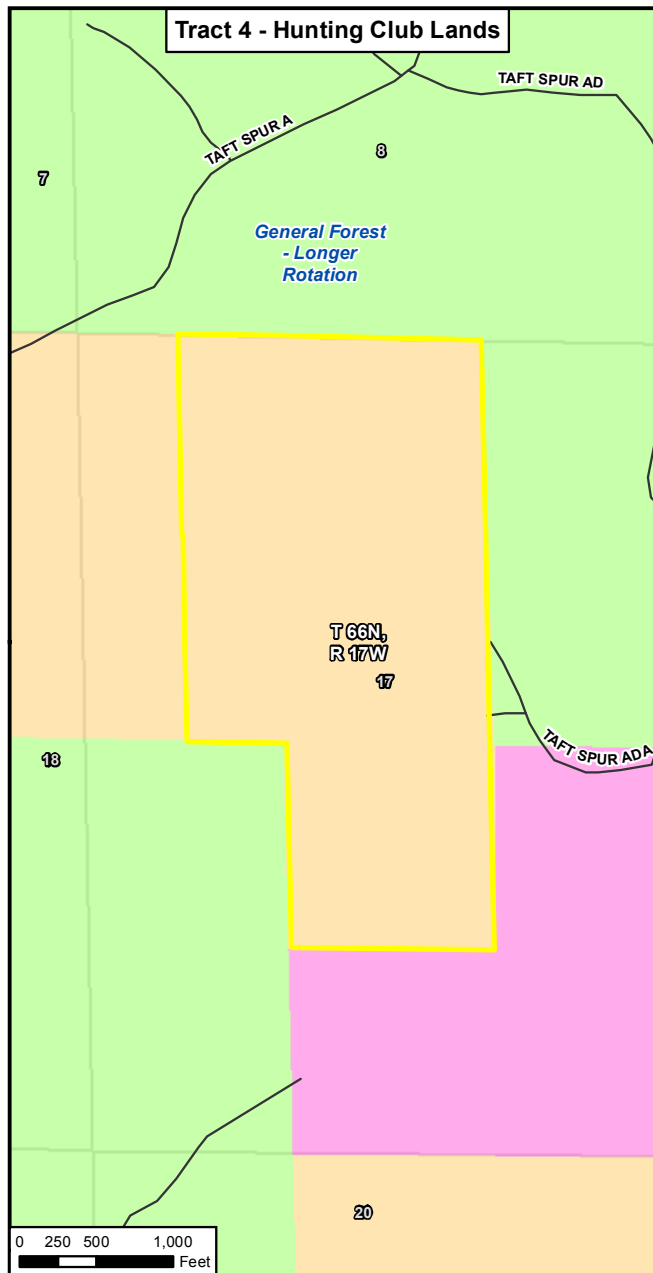 Tract 4 - Hunting Club Lands
TAFT SPUR AD
TAFT SPUR A
8
7
General Forest
- Longer
Rotation
T 66N,
R 17W
17
TAFT SPUR ADA
18
20
0 250 500 1,000
Feet